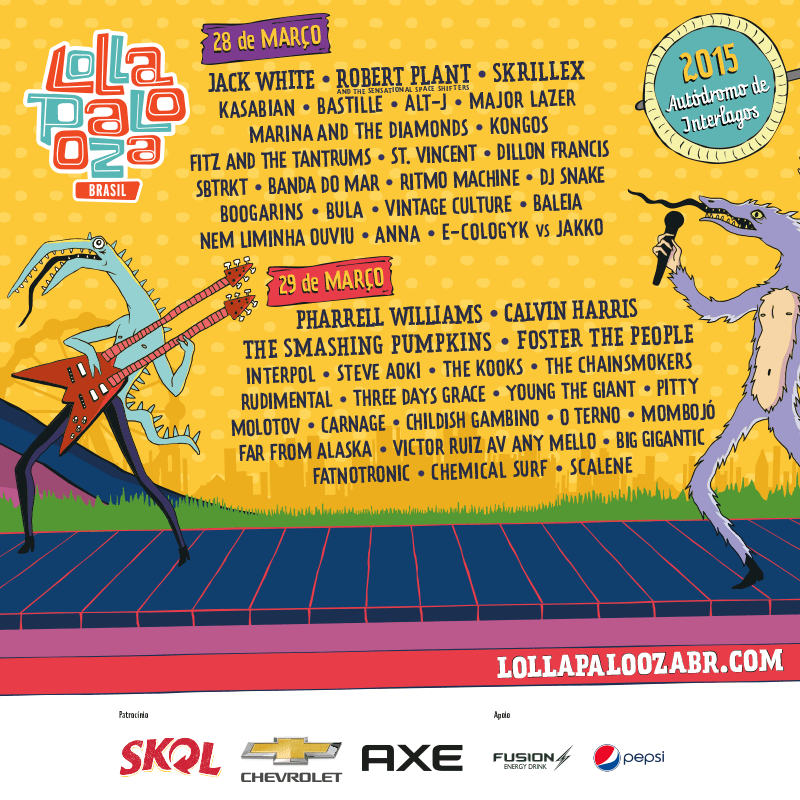 Lollapalooza
BRASIL
28 de MARÇO
2015
Autódromo de
Interlagos
JACK WHITE • ROBERT PLANT • SKRILLEX
AND THE SENSATIONAL SPACE SHIFTERS
KASABIAN • BASTILLE • ALT-J • MAJOR LAZER
MARINA AND THE DIAMONDS • KONGOS
FITZ AND THE TANTRUMS • ST. VINCENT • DILLON FRANCIS
SBTRKT • BANDA DO MAR • RITMO MACHINE • DJ SNAKE
BOOGARINS • BULA • VINTAGE CULTURE • BALEIA
NEM LIMINHA OUVIU • ANNA • E-COLOGYK VS JAKKO
29 de MARÇO
PHARRELL WILLIAMS • CALVIN HARRIS
THE SMASHING PUMPKINS • FOSTER THE PEOPLE
INTERPOL • STEVE AOKI • THE KOOKS • THE CHAINSMOKERS
RUDIMENTAL • THREE DAYS GRACE • YOUNG THE GIANT • PITTY
MOLOTOV • CARNAGE • CHILDISH GAMBINO • O TERNO • MOMBOJÓ
FAR FROM ALASKA • VICTOR RUIZ AV ANY MELLO • BIG GIGANTIC
FATNOTRONIC • CHEMICAL SURF • SCALENE
LOLLAPALOOZABR.COM
Patrocínio
Apoio
SKOL
CHEVROLET
AXE
FUSION
ENERGY DRINK
pepsi